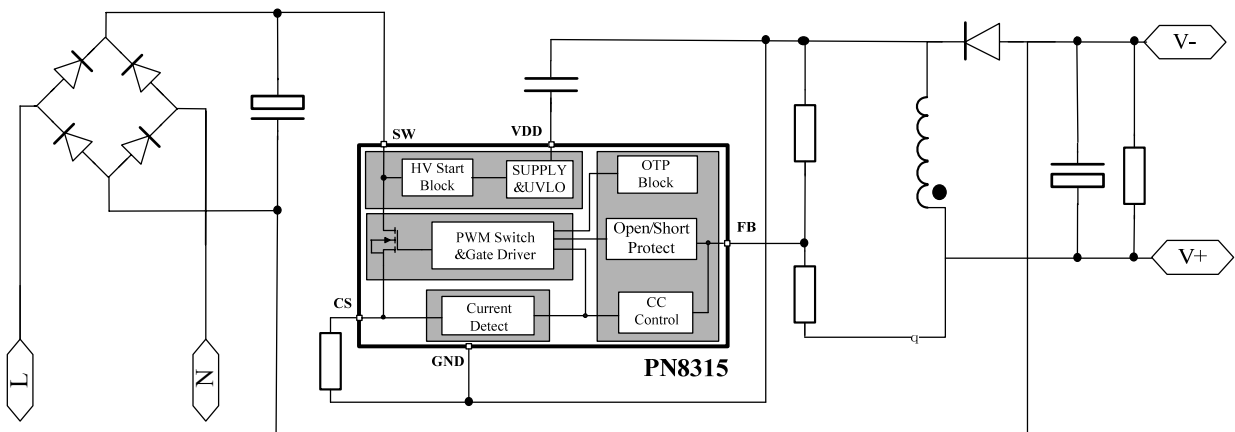 V-
SW
VDD
HV Start
Block
SUPPLY
&UVLO
OTP
Block
PWM Switch
&Gate Driver
Open/Short
Protect
FB
V+
CS
Current
Detect
CC
Control
GND
PN8315
q
L
N